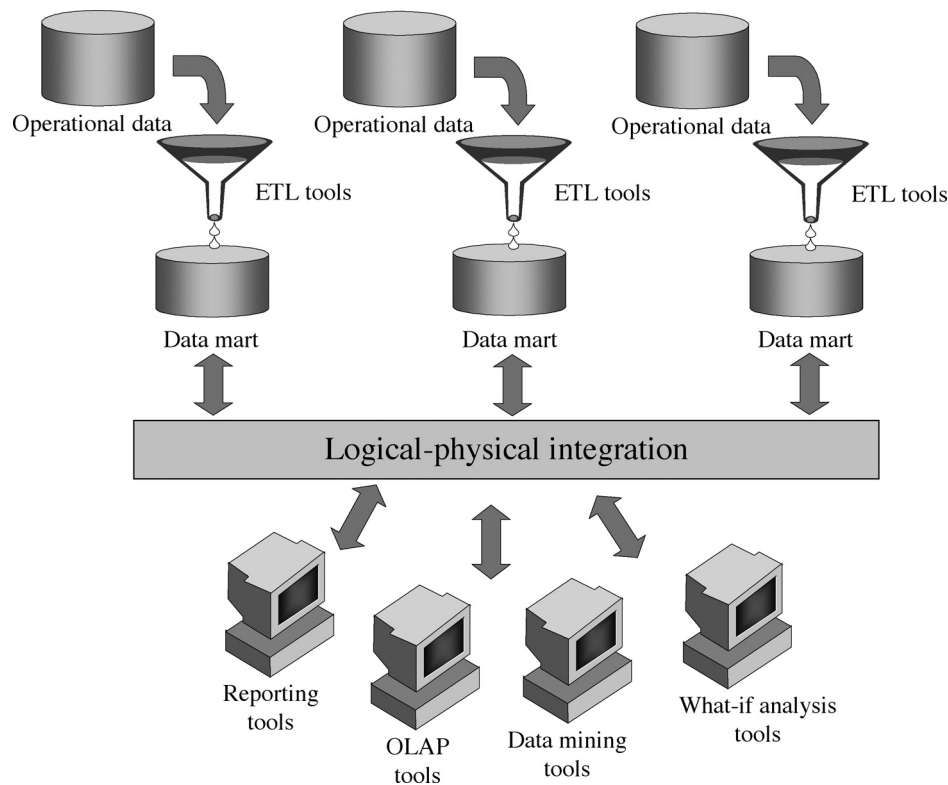 Operational data
Operational data
Operational data
ETL tools
ETL tools
ETL tools
Data mart
Data mart
Data mart
Logical-physical integration
Reporting
tools
OLAP
tools
Data mining
tools
What-if analysis
tools